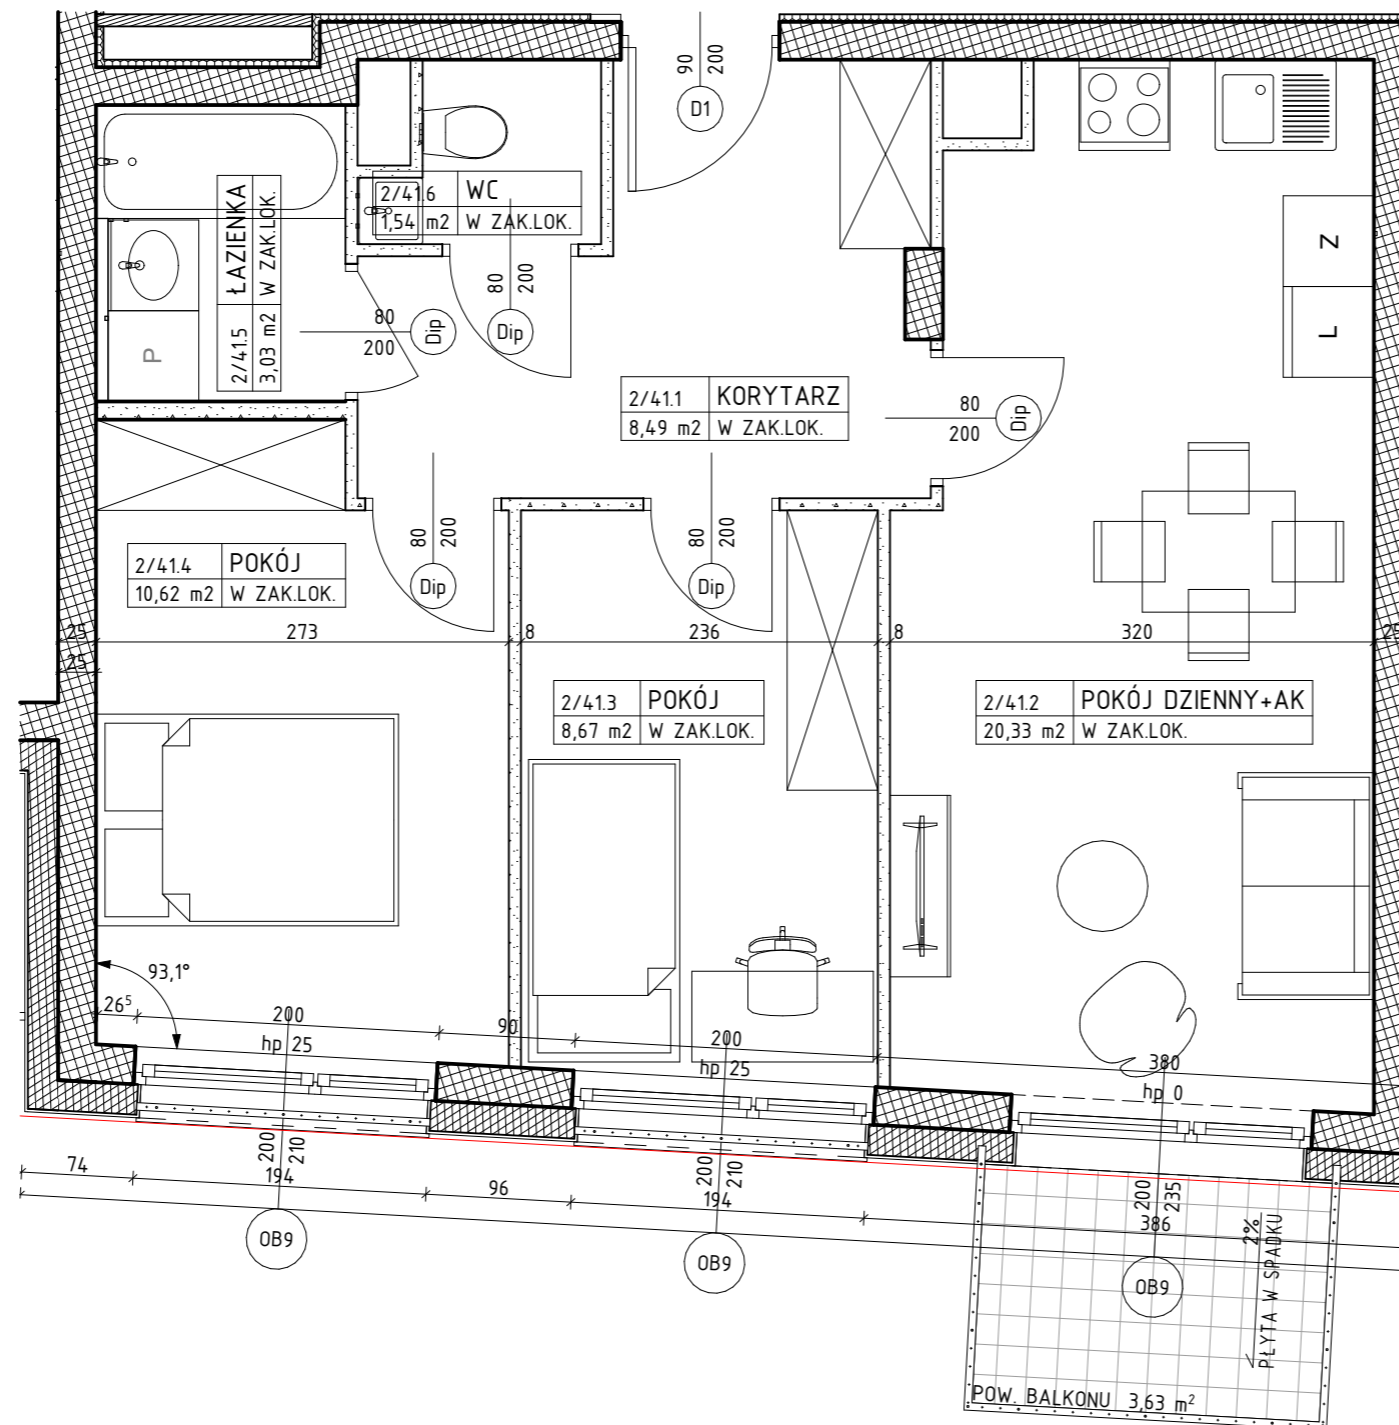 90
200
D1
2/41.6 WC
1,54 m2 W ZAK.LOK.
ŁAZIENKA
W ZAK.LOK.
2/41.5
3,03 m2
P
80
200
Dip
80
200
Dip
Z
L
2/41.1 KORYTARZ
8,49 m2 W ZAK.LOK.
80
200
Dip
80
200
Dip
80
200
Dip
2/41.4 POKÓJ
10,62 m2 W ZAK.LOK.
25 273 8 236 8 320 25
25
2/41.3 POKÓJ
8,67 m2 W ZAK.LOK.
2/41.2 POKÓJ DZIENNY+AK
20,33 m2 W ZAK.LOK.
93,1°
26⁵ 200 90 200 380
hp 25 hp 25 hp 0
200
210
200
210
200
235
74 194 96 194 386
OB9 OB9 OB9
2%
PŁYTA W SPADKU
POW. BALKONU 3,63 m²